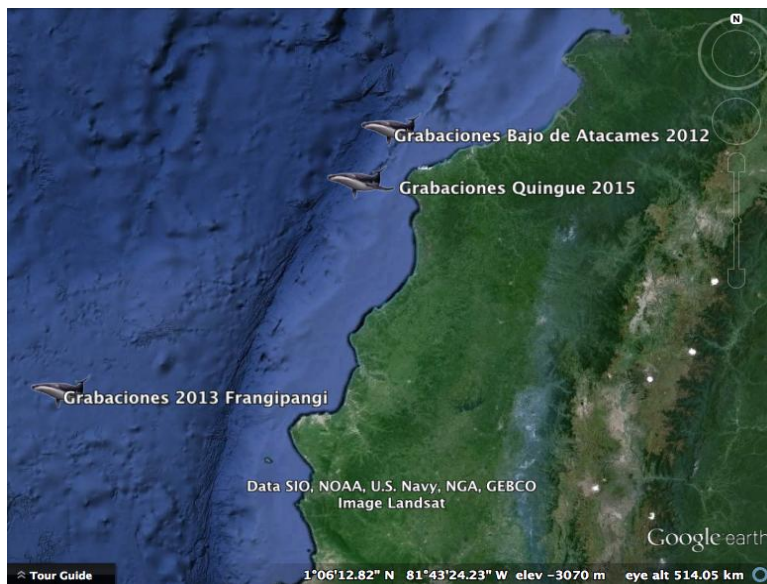 N
Grabaciones Bajo de Atacames 2012
Grabaciones Quingue 2015
Grabaciones 2013 Frangipangi
Data SIO, NOAA, U.S. Navy, NGA, GEBCO
Image Landsat
Google earth
Tour Guide
1°06'12.82" N 81°43'24.23" W elev -3070 m eye alt 514.05 km